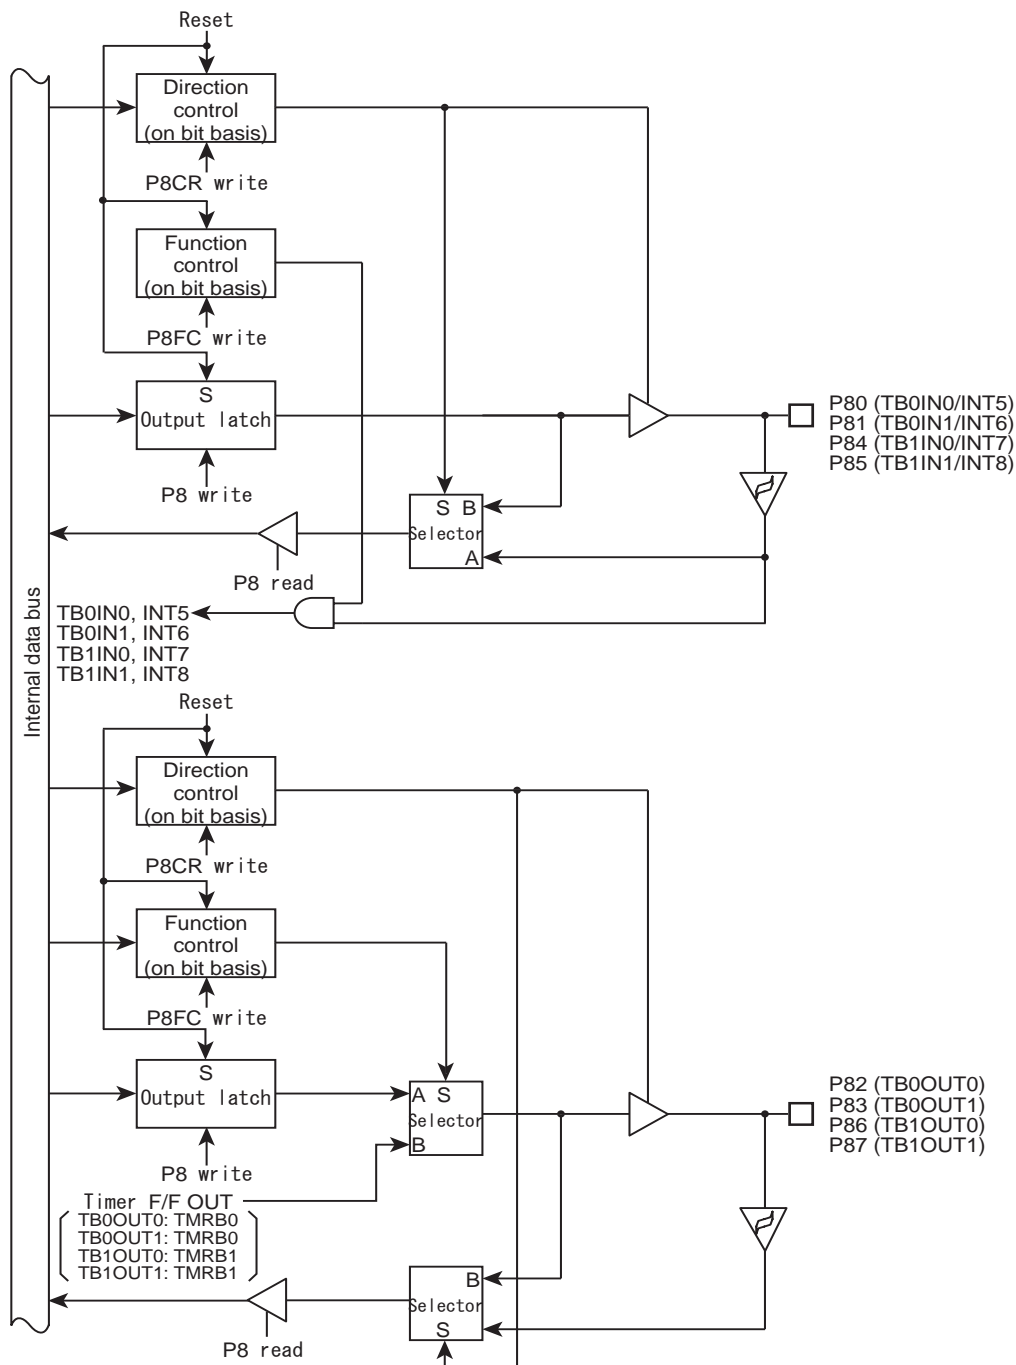 Reset
Direction
control
(on bit basis)
P8CR write
Function
control
(on bit basis)
P8FC write
S
Output latch
P8 write
P80 (TB0IN0/INT5)
P81 (TB0IN1/INT6)
P84 (TB1IN0/INT7)
P85 (TB1IN1/INT8)
S B
Selector
A
P8 read
TB0IN0, INT5
TB0IN1, INT6
TB1IN0, INT7
TB1IN1, INT8
Internal data bus
Reset
Direction
control
(on bit basis)
P8CR write
Function
control
(on bit basis)
P8FC write
S
Output latch
P8 write
A S
Selector
B
P82 (TB0OUT0)
P83 (TB0OUT1)
P86 (TB1OUT0)
P87 (TB1OUT1)
Timer F/F OUT
TB0OUT0: TMRB0
TB0OUT1: TMRB0
TB1OUT0: TMRB1
TB1OUT1: TMRB1
B
Selector
S
P8 read